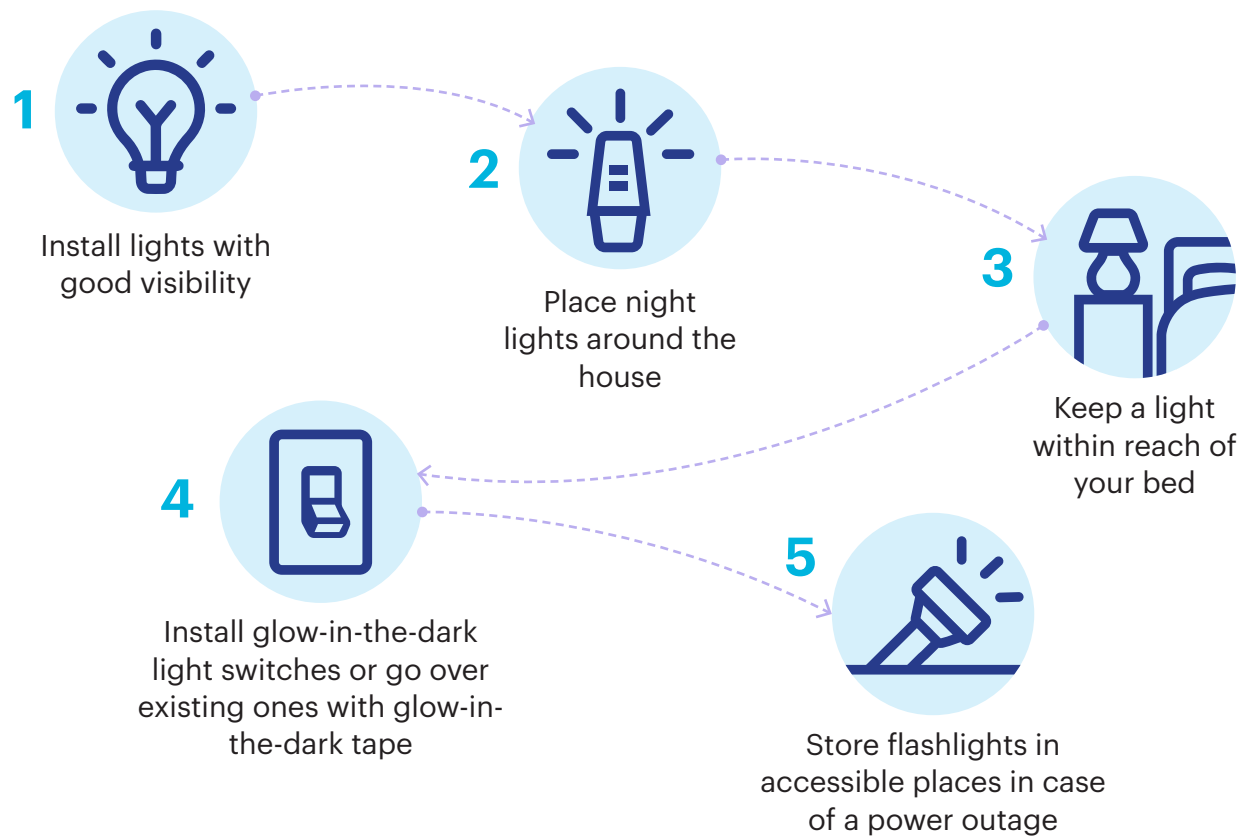 1
Install lights with
good visibility
2
Place night
lights around the
house
3
Keep a light
within reach of
your bed
4
Install glow-in-the-dark
light switches or go over
existing ones with glow-in-
the-dark tape
5
Store flashlights in
accessible places in case
of a power outage